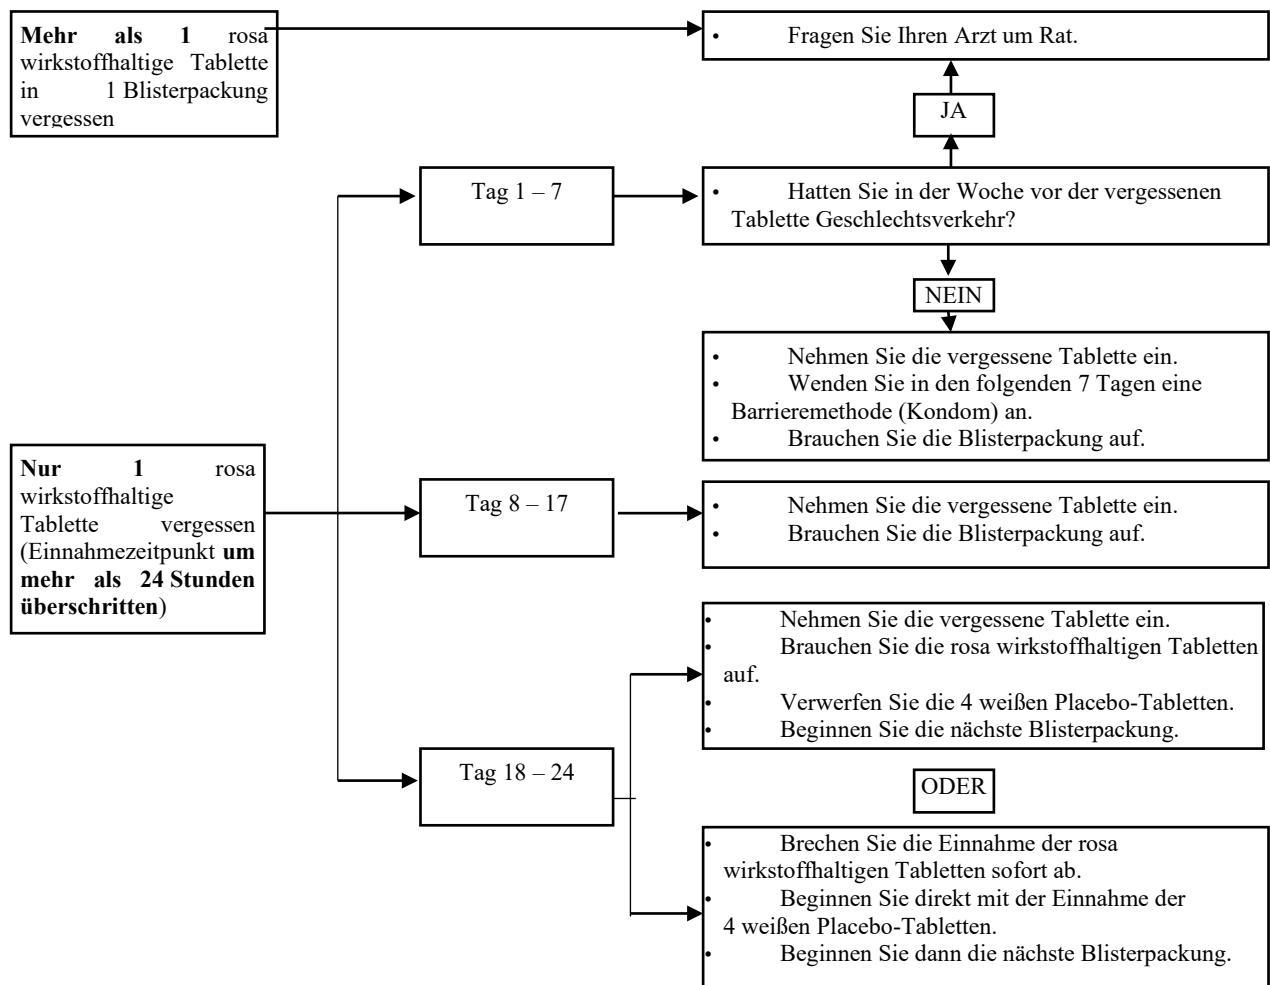 Mehr als 1 rosa
wirkstoffhaltige Tablette
in 1 Blisterpackung
vergessen
• Fragen Sie Ihren Arzt um Rat.
JA
Tag 1 – 7
• Hatten Sie in der Woche vor der vergessenen
Tablette Geschlechtsverkehr?
NEIN
• Nehmen Sie die vergessene Tablette ein.
• Wenden Sie in den folgenden 7 Tagen eine
Barrieremethode (Kondom) an.
• Brauchen Sie die Blisterpackung auf.
Nur 1 rosa
wirkstoffhaltige
Tablette vergessen
(Einnahmezeitpunkt um
mehr als 24 Stunden
überschritten)
Tag 8 – 17
• Nehmen Sie die vergessene Tablette ein.
• Brauchen Sie die Blisterpackung auf.
Tag 18 – 24
• Nehmen Sie die vergessene Tablette ein.
• Brauchen Sie die rosa wirkstoffhaltigen Tabletten
auf.
• Verwerfen Sie die 4 weißen Placebo-Tabletten.
• Beginnen Sie die nächste Blisterpackung.
ODER
• Brechen Sie die Einnahme der rosa
wirkstoffhaltigen Tabletten sofort ab.
• Beginnen Sie direkt mit der Einnahme der
4 weißen Placebo-Tabletten.
• Beginnen Sie dann die nächste Blisterpackung.